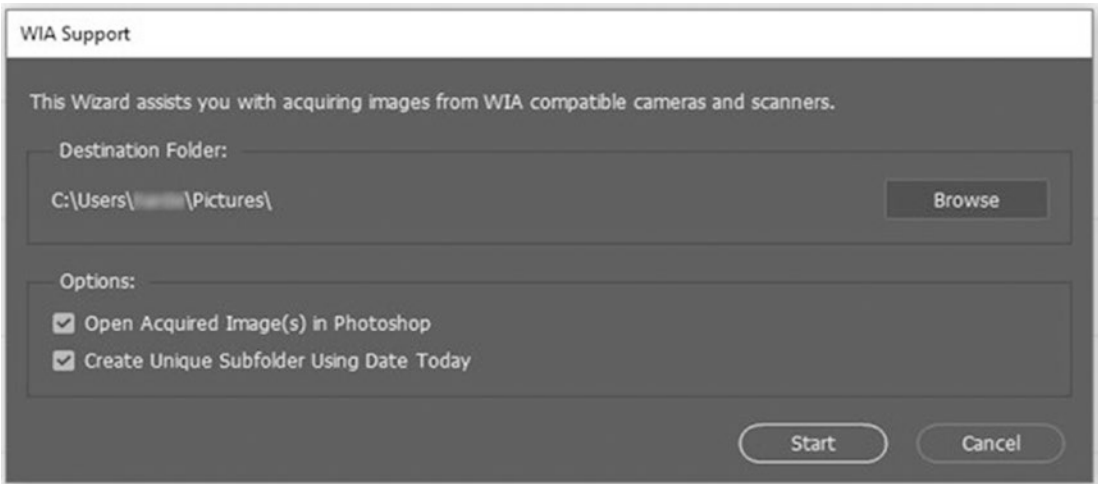 WIA Support
This Wizard assists you with acquiring images from WIA compatible cameras and scanners.
Destination Folder:
C:\Users\ \Pictures\
Browse
Options:
Open Acquired Image(s) in Photoshop
Create Unique Subfolder Using Date Today
Start
Cancel